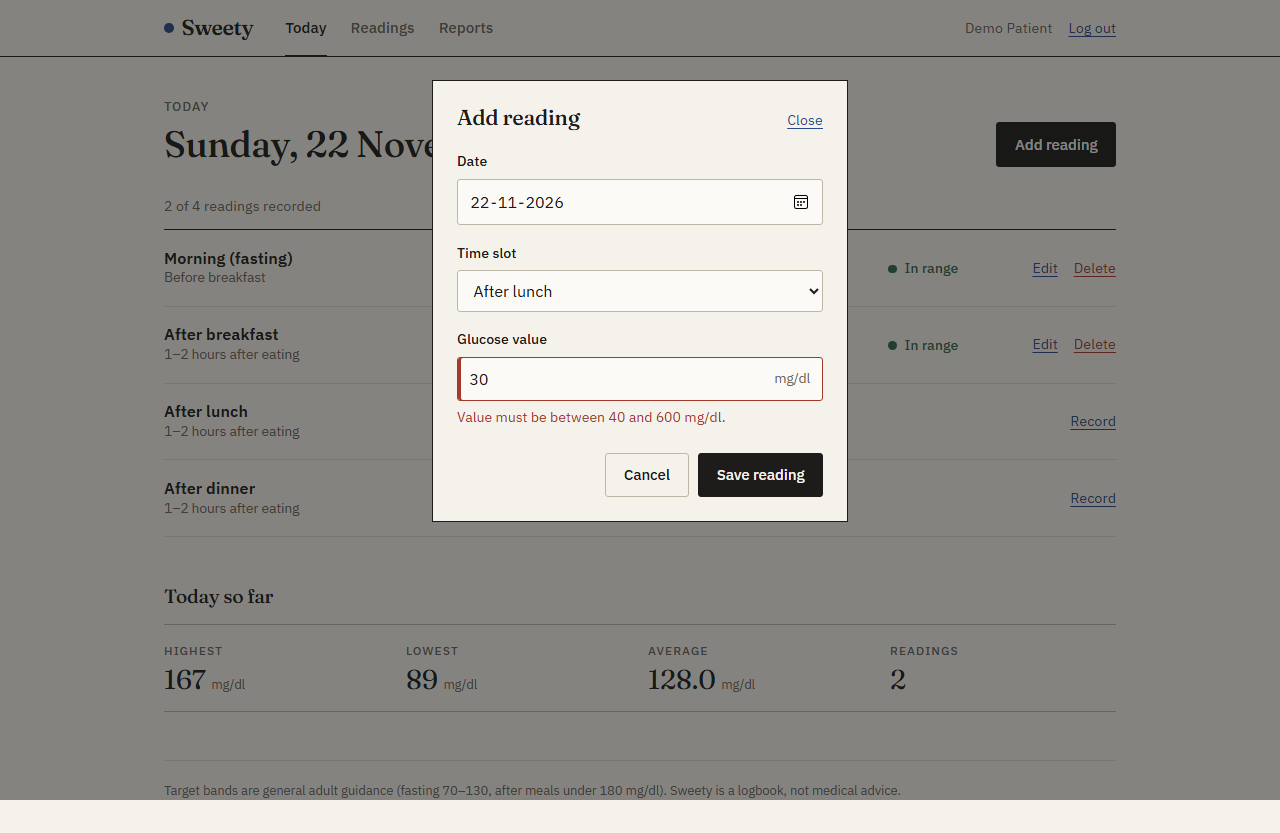 Sweety Today Readings Reports Demo Patient Log out
TODAY
Sunday, 22 Nove
Add reading
2 of 4 readings recorded
Morning (fasting)
Before breakfast
In range Edit Delete
After breakfast
1–2 hours after eating
In range Edit Delete
After lunch
1–2 hours after eating
Record
After dinner
1–2 hours after eating
Record
Add reading
Close
Date
22-11-2026
Time slot
After lunch
Glucose value
30 mg/dl
Value must be between 40 and 600 mg/dl.
Cancel Save reading
Today so far
HIGHEST LOWEST AVERAGE READINGS
167 mg/dl 89 mg/dl 128.0 mg/dl 2
Target bands are general adult guidance (fasting 70–130, after meals under 180 mg/dl). Sweety is a logbook, not medical advice.